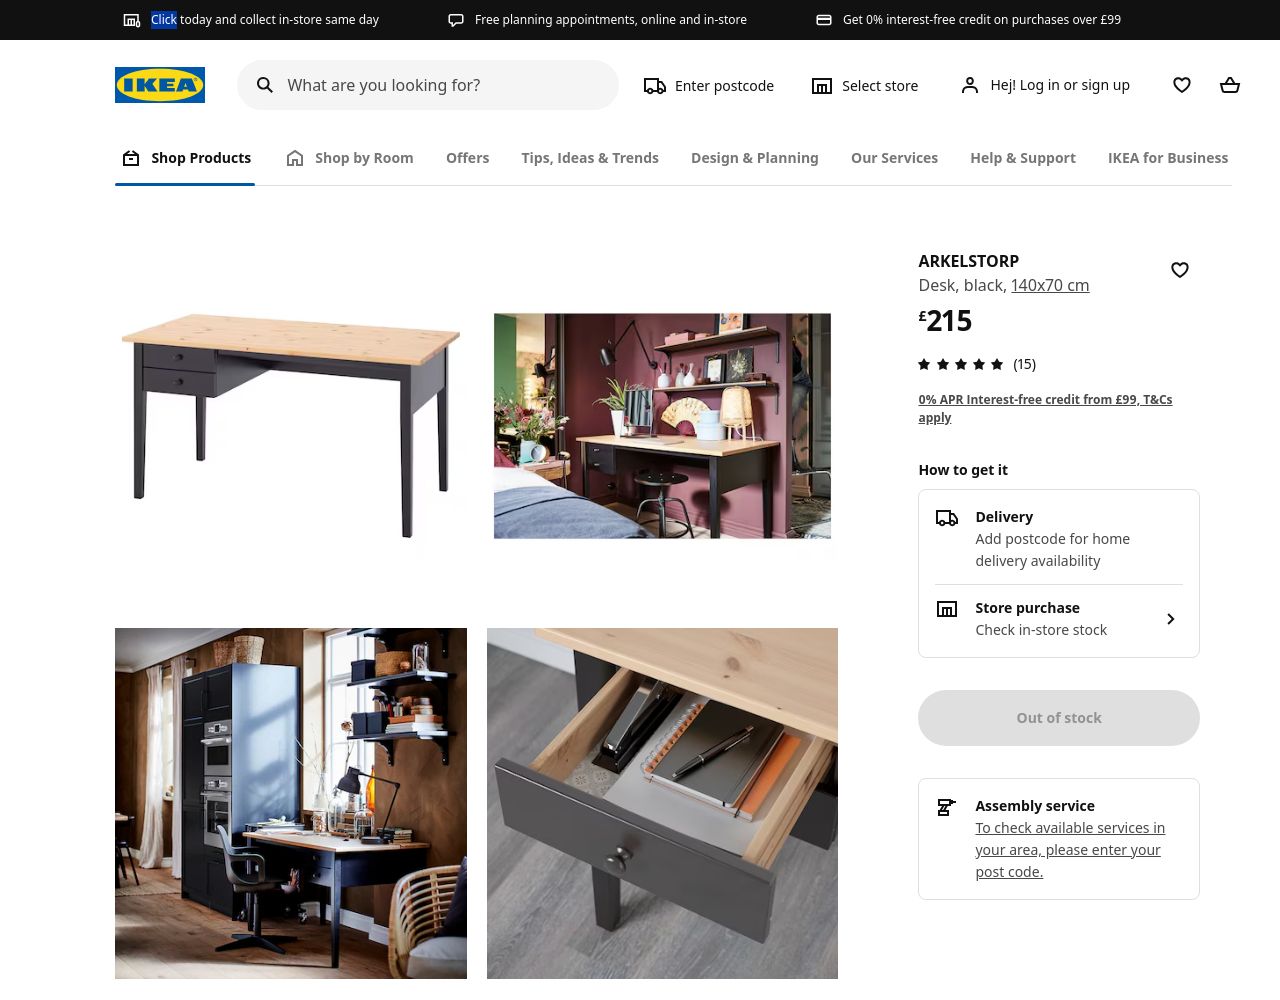 Click today and collect in-store same day
Free planning appointments, online and in-store
Get 0% interest-free credit on purchases over £99
IKEA
What are you looking for?
Enter postcode
Select store
Hej! Log in or sign up
Shop Products
Shop by Room
Offers
Tips, Ideas & Trends
Design & Planning
Our Services
Help & Support
IKEA for Business
ARKELSTORP
Desk, black, 140x70 cm
£215
(15)
0% APR Interest-free credit from £99, T&Cs
apply
How to get it
Delivery
Add postcode for home
delivery availability
Store purchase
Check in-store stock
Out of stock
Assembly service
To check available services in
your area, please enter your
post code.